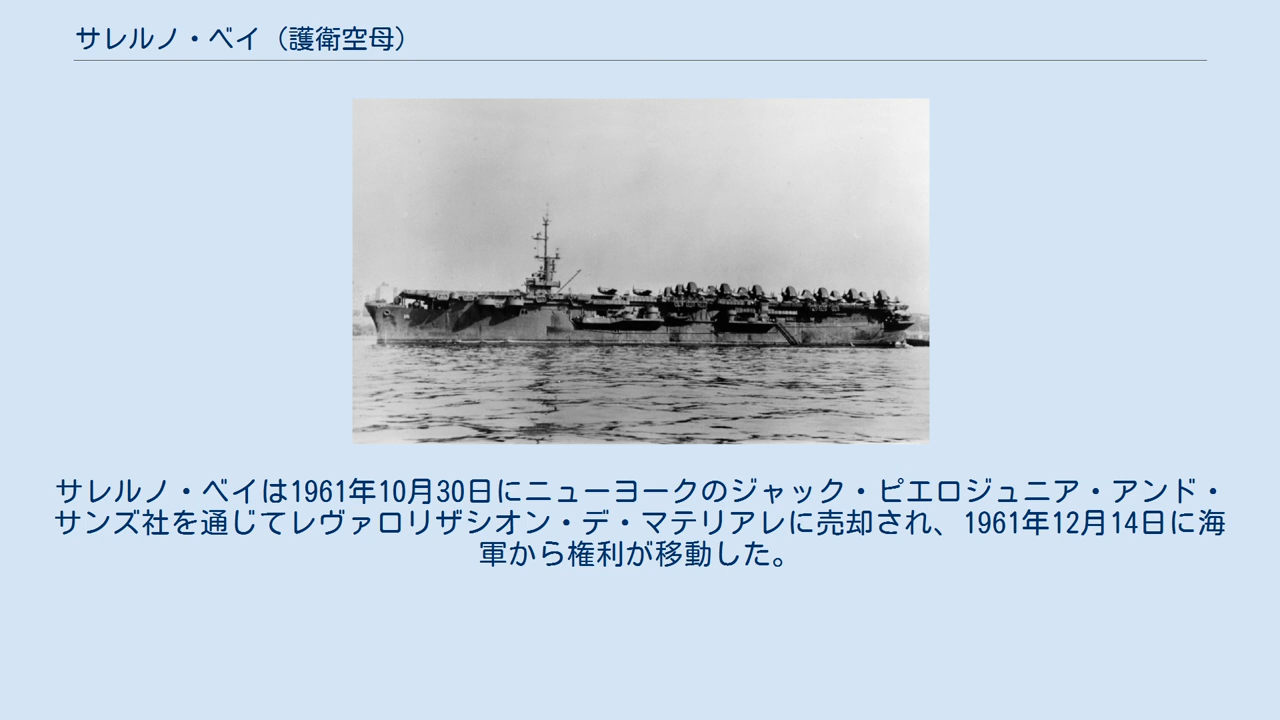 サレルノ・ベイ（護衛空母）
サレルノ・ベイは1961年10月30日にニューヨークのジャック・ピエロジュニア・アンド・
サンズ社を通じてレヴァロリザシオン・デ・マテリアレに売却され、1961年12月14日に海
軍から権利が移動した。